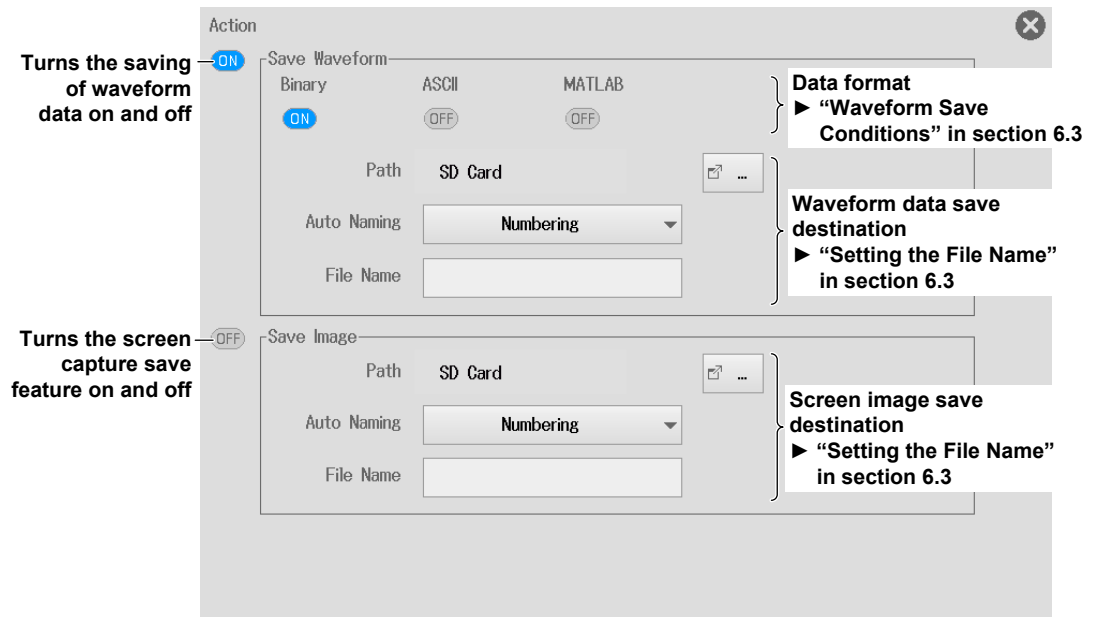 Action
Turns the saving
of waveform
data on and off
ON
Save Waveform
Binary ASCII MATLAB
ON OFF OFF
Data format
► “Waveform Save
Conditions” in section 6.3
Path SD Card ...
Auto Naming Numbering
File Name
Waveform data save
destination
► “Setting the File Name”
in section 6.3
Turns the screen
capture save
feature on and off
OFF
Save Image
Path SD Card ...
Auto Naming Numbering
File Name
Screen image save
destination
► “Setting the File Name”
in section 6.3